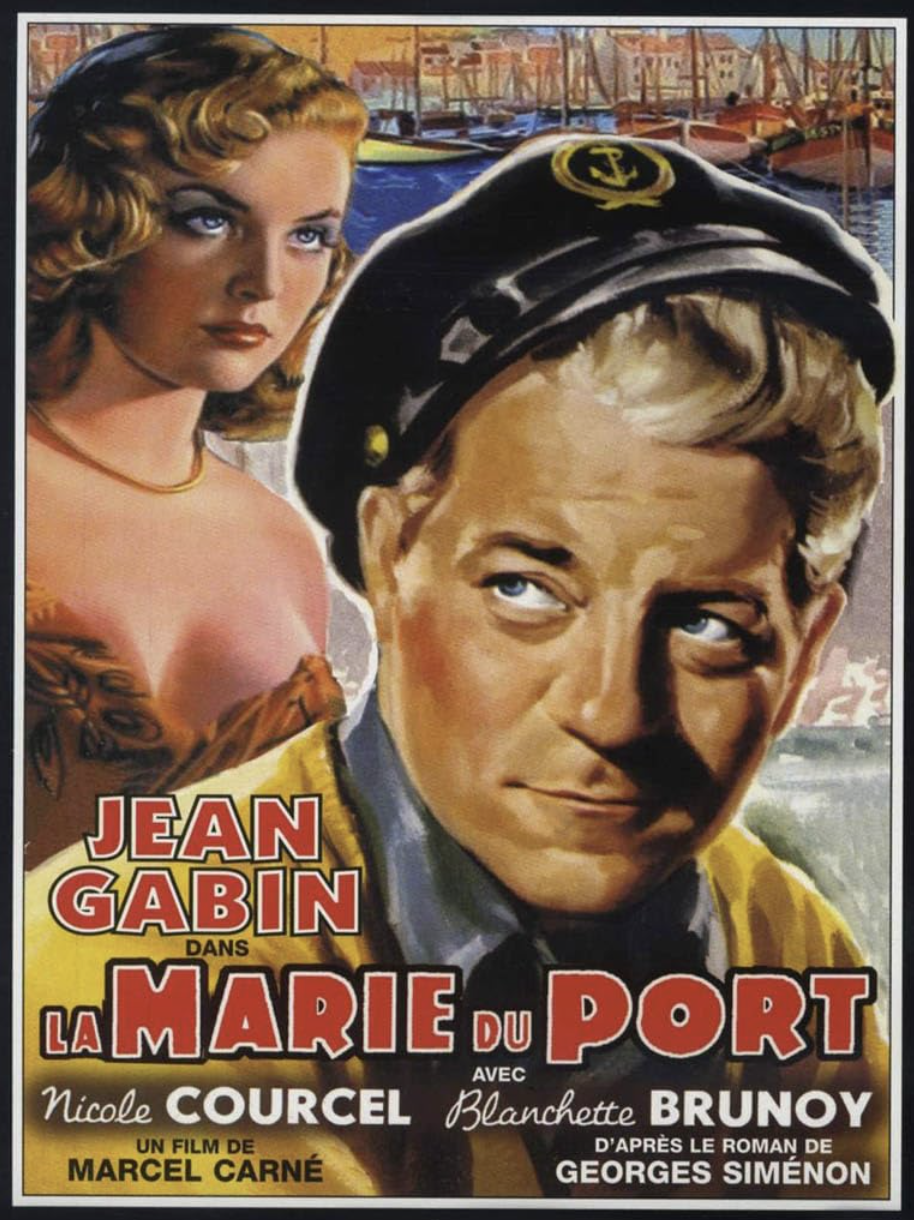 JEAN
GABIN
DANS
LA MARIE DU PORT
AVEC
Nicole COURCEL Blanchette BRUNOY
UN FILM DE
MARCEL CARNÉ
D'APRÈS LE ROMAN DE
GEORGES SIMÉNON